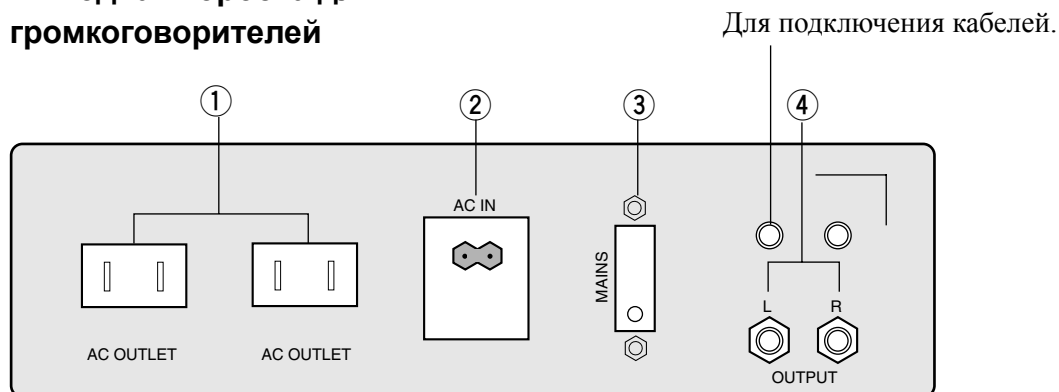 громкоговорителей
Для подключения кабелей.
① ② ③ ④
AC IN
MAINS
L R
AC OUTLET AC OUTLET
OUTPUT